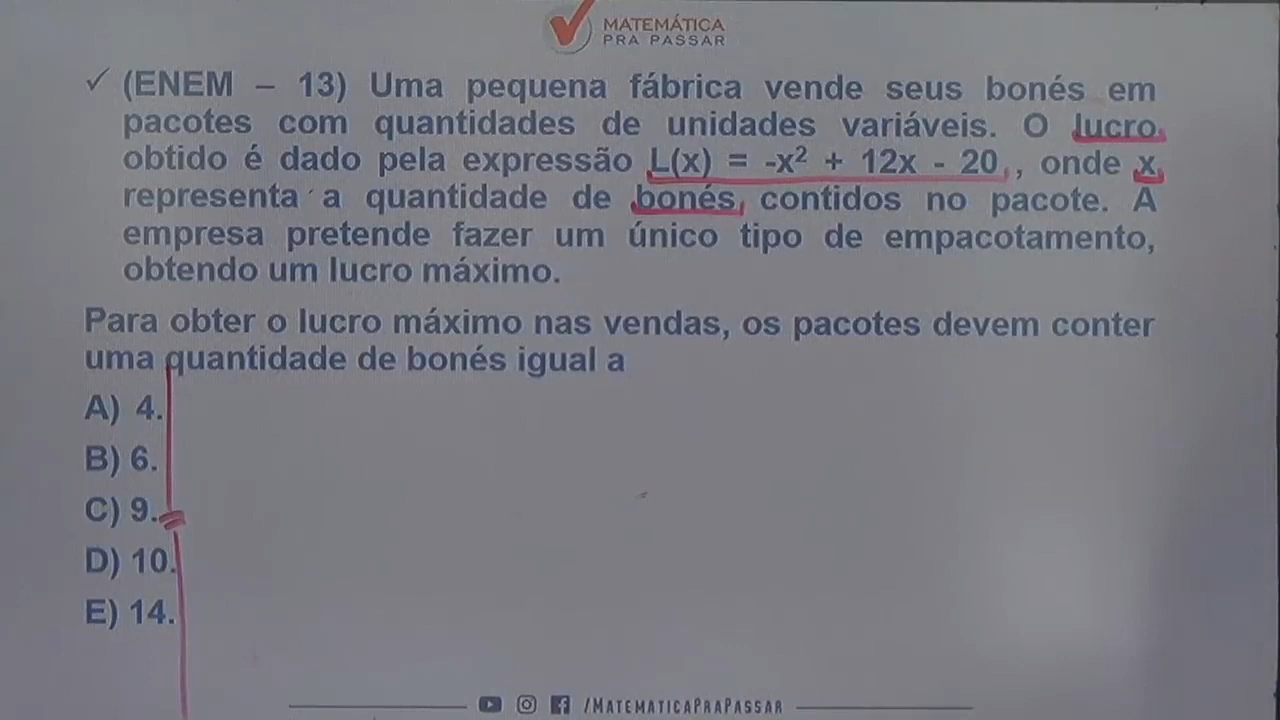 MATEMÁTICA
PRA PASSAR
✓ (ENEM – 13) Uma pequena fábrica vende seus bonés em
pacotes com quantidades de unidades variáveis. O lucro
obtido é dado pela expressão L(x) = -x² + 12x - 20, , onde x
representa a quantidade de bonés contidos no pacote. A
empresa pretende fazer um único tipo de empacotamento,
obtendo um lucro máximo.
Para obter o lucro máximo nas vendas, os pacotes devem conter
uma quantidade de bonés igual a
A) 4.
B) 6.
C) 9.
D) 10.
E) 14.
/MATEMATICAPRAPASSAR